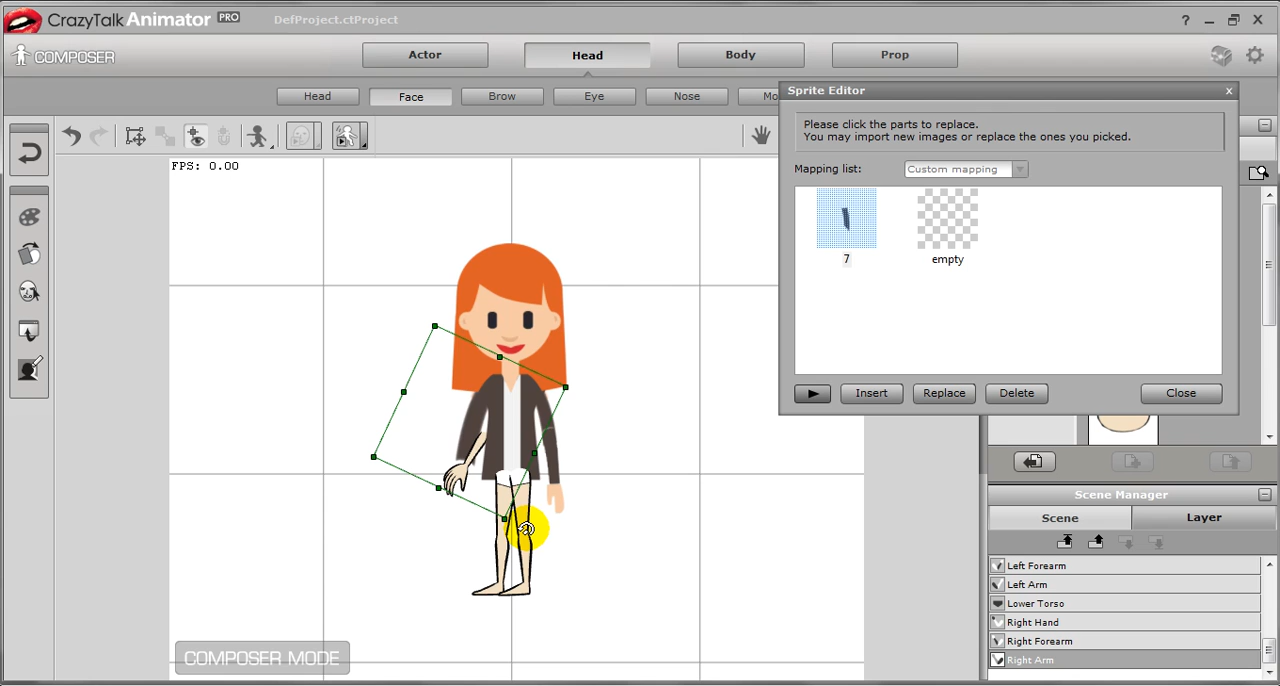 CrazyTalk Animator PRO
DefProject.ctProject
COMPOSER
Actor
Head
Body
Prop
Head
Face
Brow
Eye
Nose
Mo
FPS: 0.00
Sprite Editor
x
Please click the parts to replace.
You may import new images or replace the ones you picked.
Mapping list:
Custom mapping
7
empty
Insert
Replace
Delete
Close
Scene Manager
Scene
Layer
Left Forearm
Left Arm
Lower Torso
Right Hand
Right Forearm
Right Arm
COMPOSER MODE